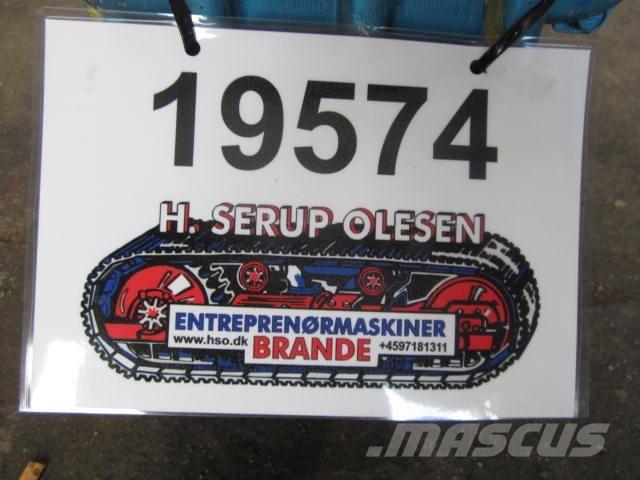 19574
H. SERUP OLESEN
ENTREPRENØRMASKINER
www.hso.dk BRANDE +4597181311
MASCUS